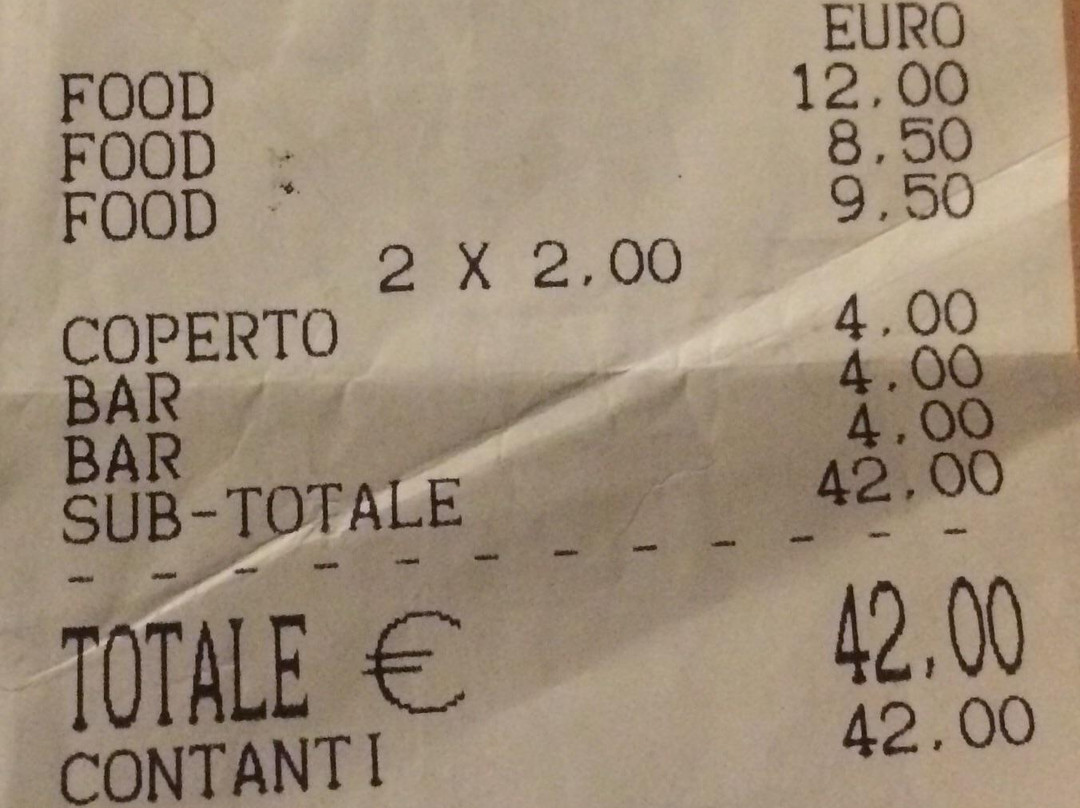 EURO
FOOD 12,00
FOOD 8,50
FOOD 9,50
2 X 2,00
COPERTO 4,00
BAR 4,00
BAR 4,00
SUB-TOTALE 42,00
- - - - - - - - - - - -
TOTALE € 42,00
CONTANTI 42,00